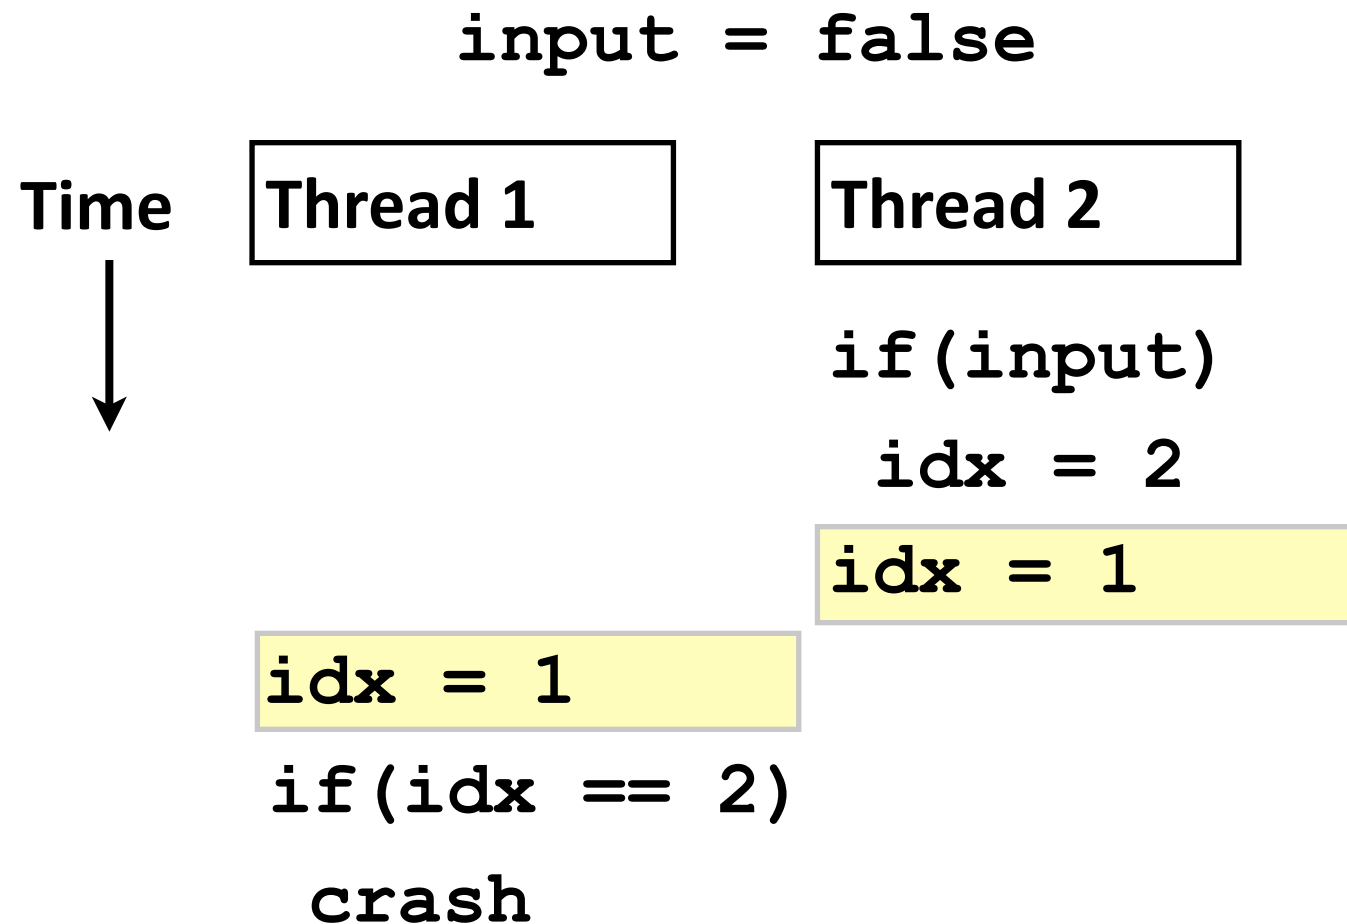 input = false
Time
Thread 1
Thread 2
if(input)
idx = 2
idx = 1
idx = 1
if(idx == 2)
crash